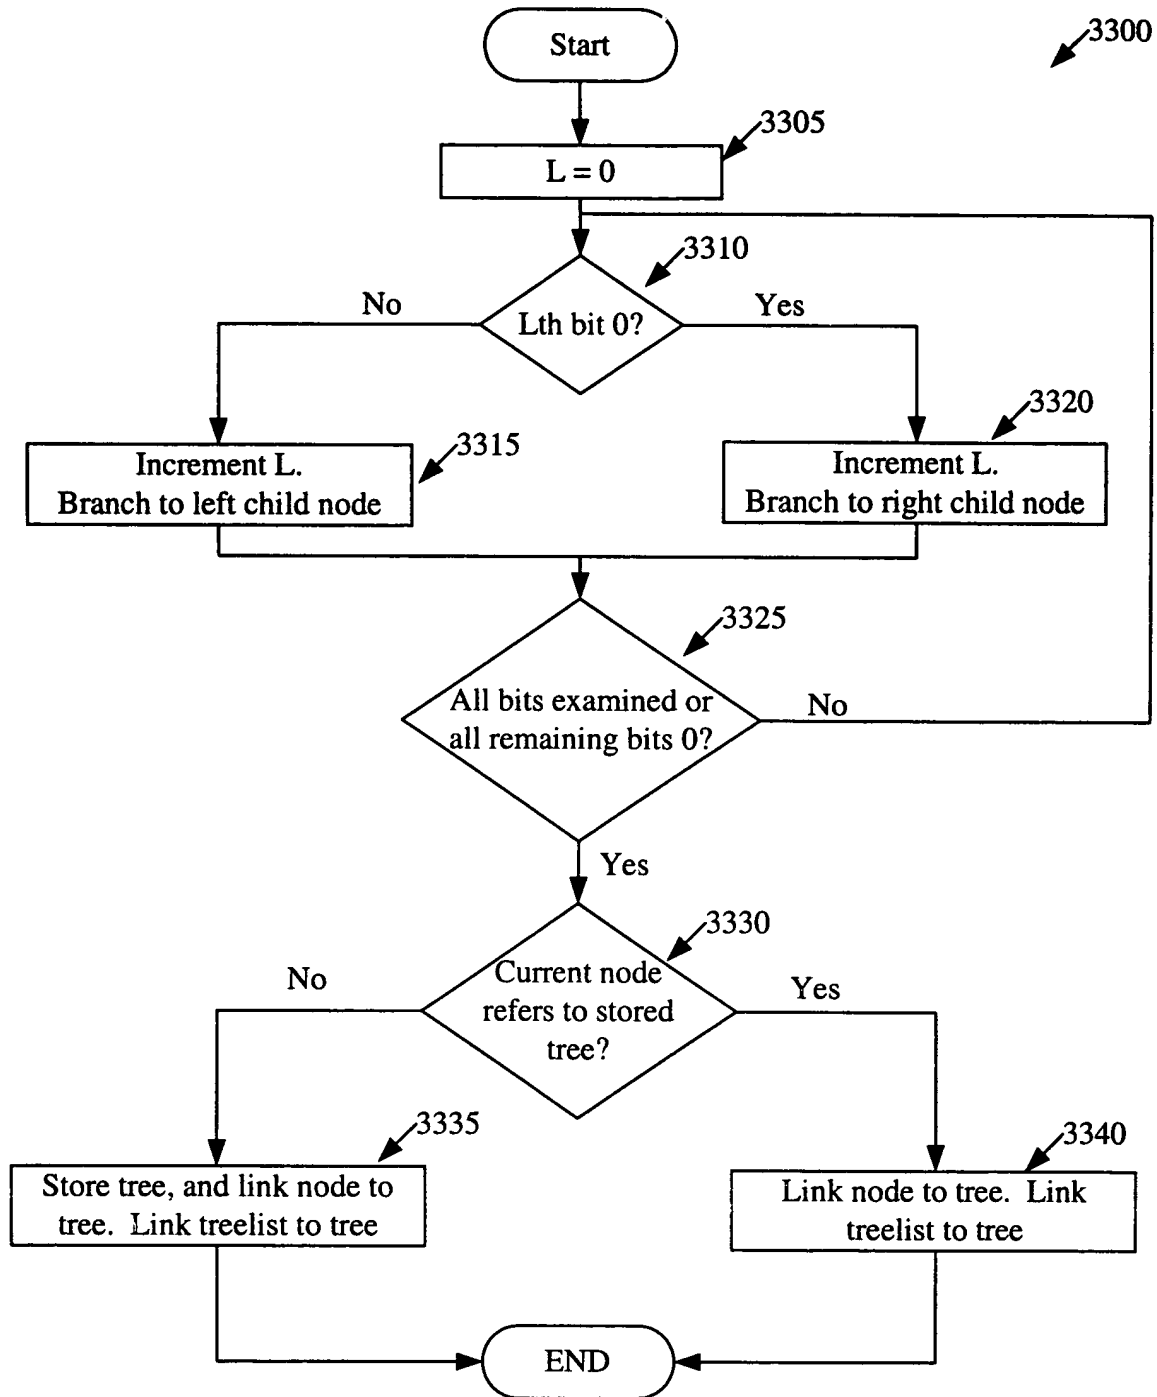 Start
3300
3305
L = 0
3310
No
Lth bit 0?
Yes
3315
3320
Increment L.
Branch to left child node
Increment L.
Branch to right child node
3325
All bits examined or
all remaining bits 0?
No
Yes
3330
No
Current node
refers to stored
tree?
Yes
3335
3340
Store tree, and link node to
tree. Link treelist to tree
Link node to tree. Link
treelist to tree
END